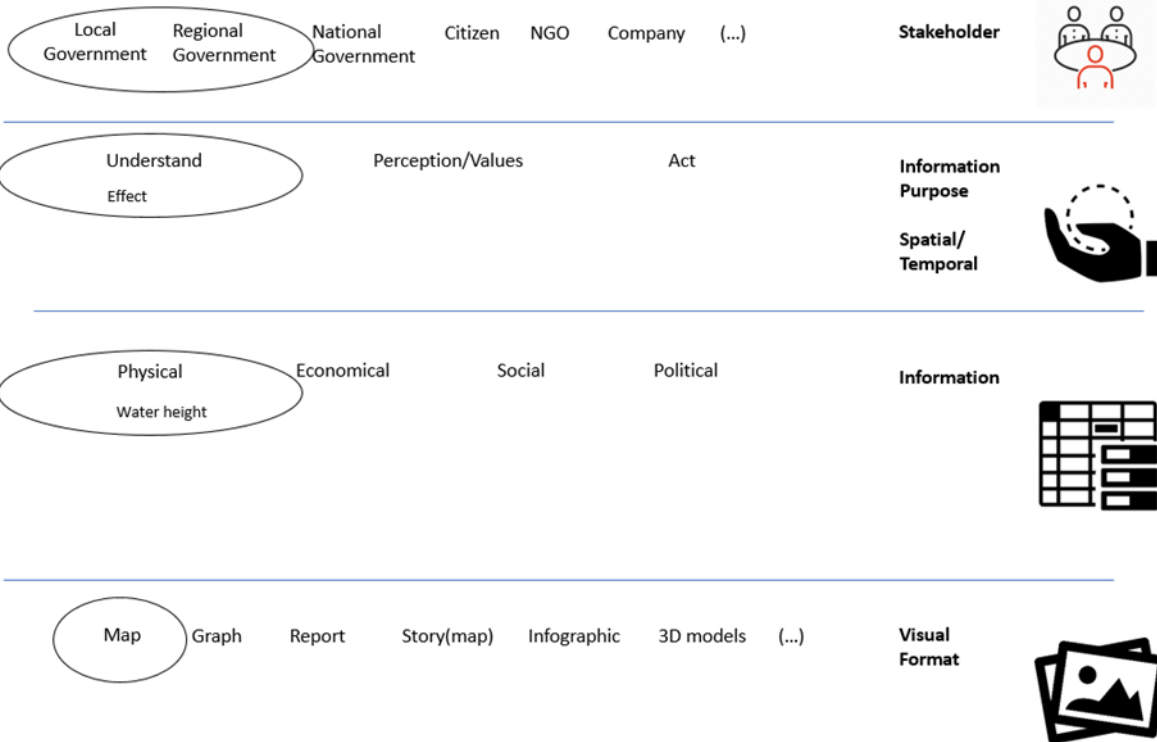 Local Government
Regional Government
National Government
Citizen
NGO
Company
(...)
Stakeholder
Understand
Effect
Perception/Values
Act
Information
Purpose
Spatial/
Temporal
Physical
Water height
Economical
Social
Political
Information
Map
Graph
Report
Story(map)
Infographic
3D models
(...)
Visual
Format